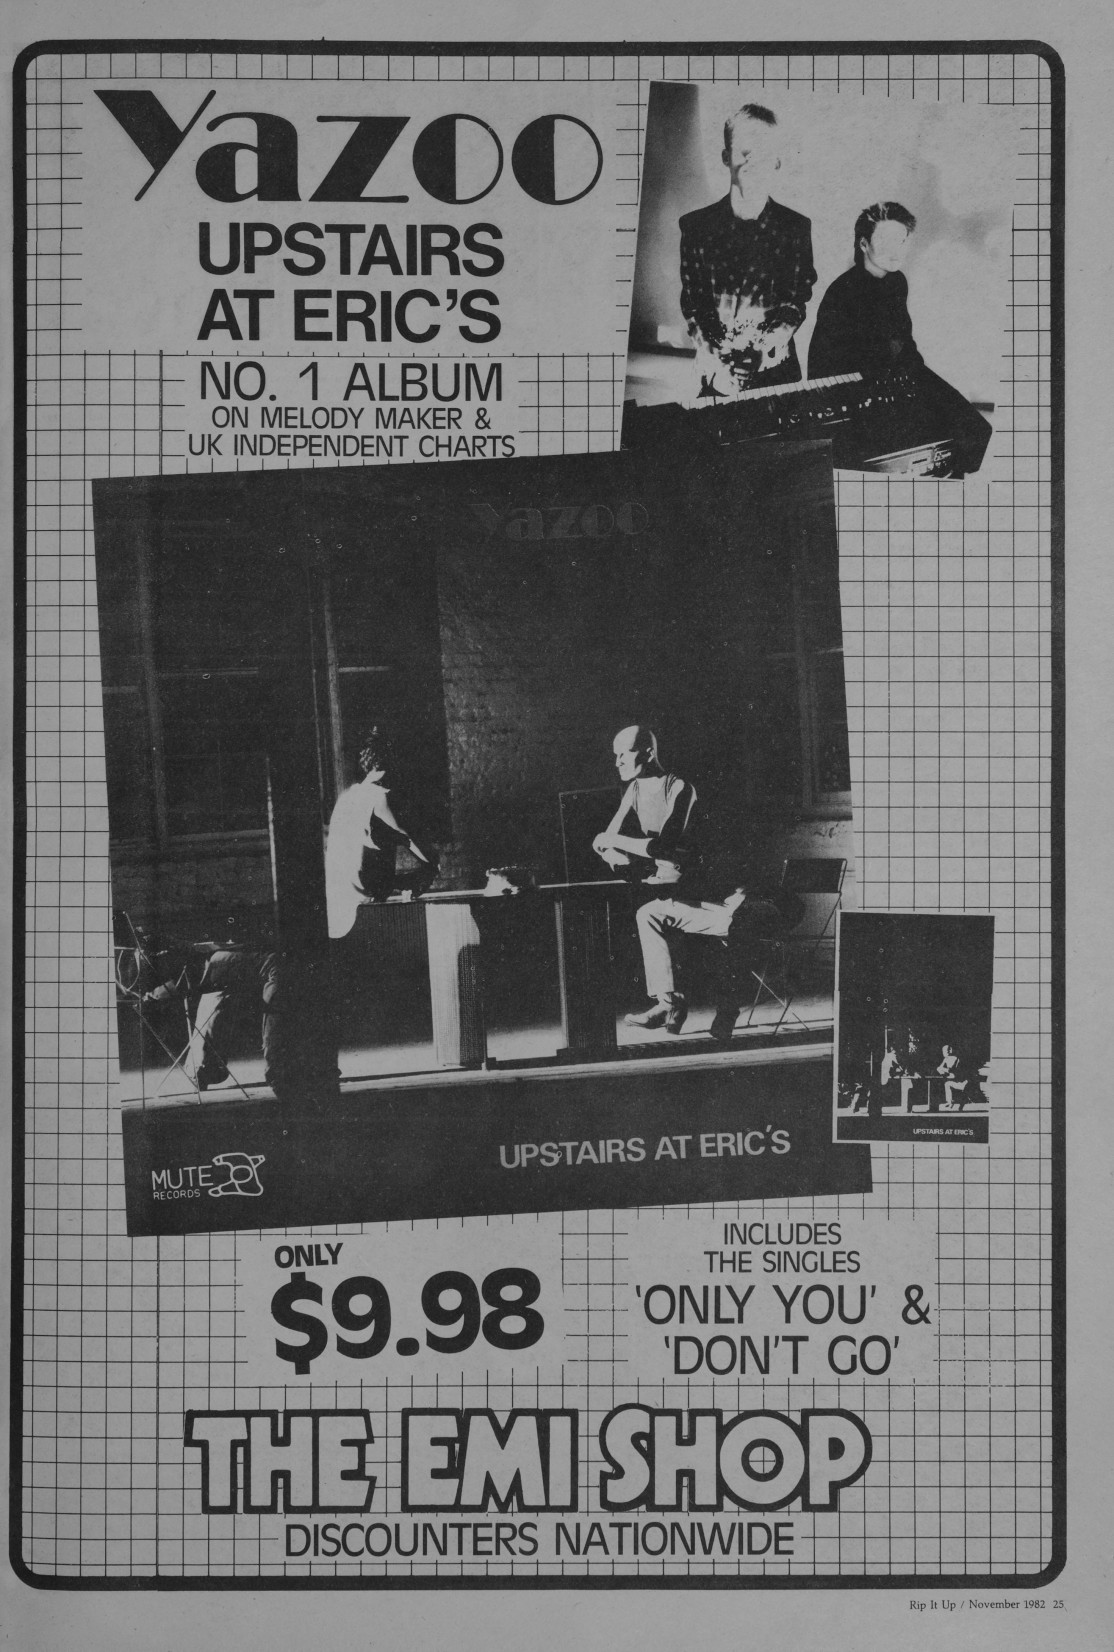 Yazoo
UPSTAIRS
AT ERIC'S
NO. 1 ALBUM
ON MELODY MAKER &
UK INDEPENDENT CHARTS
Yazoo
UPSTAIRS AT ERIC'S
MUTE
RECORDS
UPSTAIRS AT ERIC'S
ONLY
$9.98
INCLUDES
THE SINGLES
'ONLY YOU' &
'DON'T GO'
THE EMI SHOP
DISCOUNTERS NATIONWIDE
Rip It Up / November 1982 25